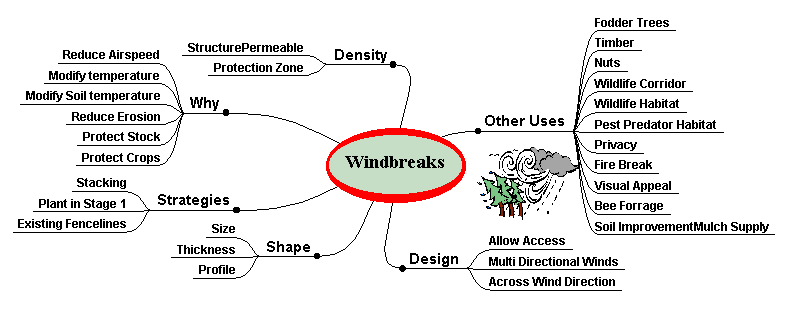 Windbreaks
Density
StructurePermeable
Protection Zone
Why
Reduce Airspeed
Modify temperature
Modify Soil temperature
Reduce Erosion
Protect Stock
Protect Crops
Strategies
Stacking
Plant in Stage 1
Existing Fencelines
Shape
Size
Thickness
Profile
Design
Allow Access
Multi Directional Winds
Across Wind Direction
Other Uses
Fodder Trees
Timber
Nuts
Wildlife Corridor
Wildlife Habitat
Pest Predator Habitat
Privacy
Fire Break
Visual Appeal
Bee Forrage
Soil ImprovementMulch Supply